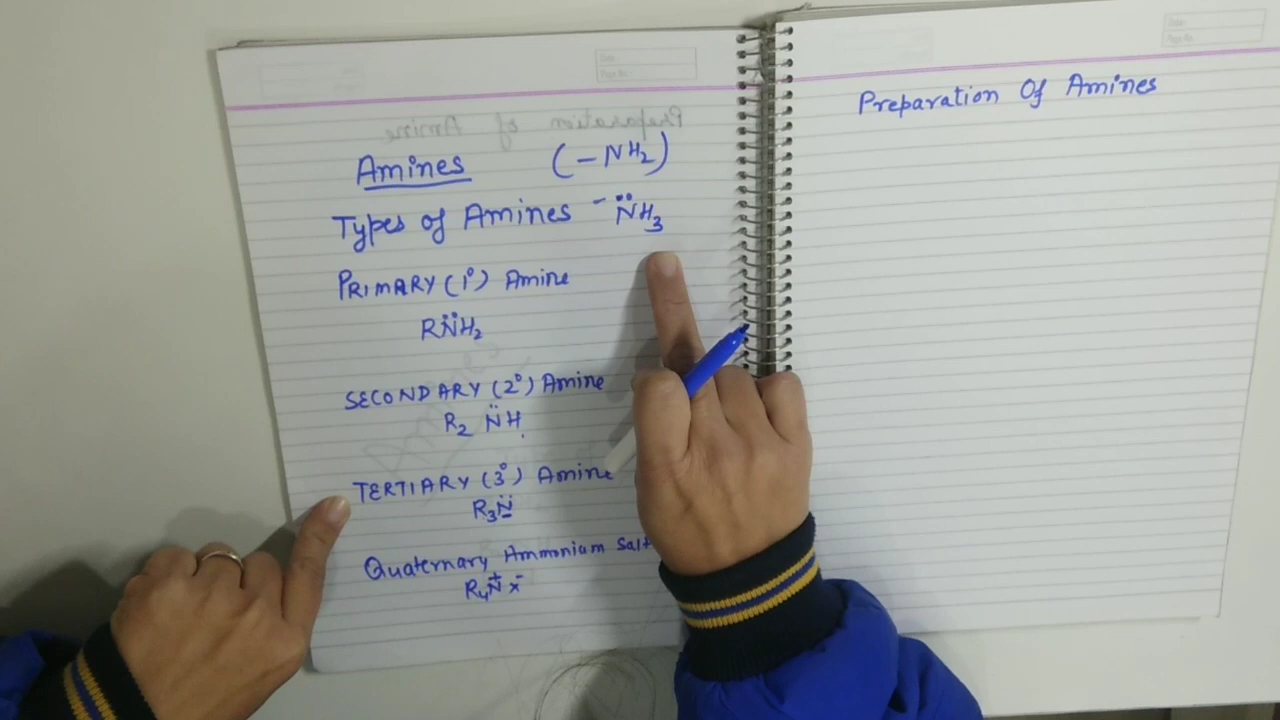 Amines (-NH₂)
Types of Amines - N̈H₃
PRIMARY (1°) Amine
RN̈H₂
SECONDARY (2°) Amine
R₂ N̈H
TERTIARY (3°) Amine
R₃N̈
Quaternary Ammonium Salt
R₄N⁺ x⁻
Preparation Of Amines